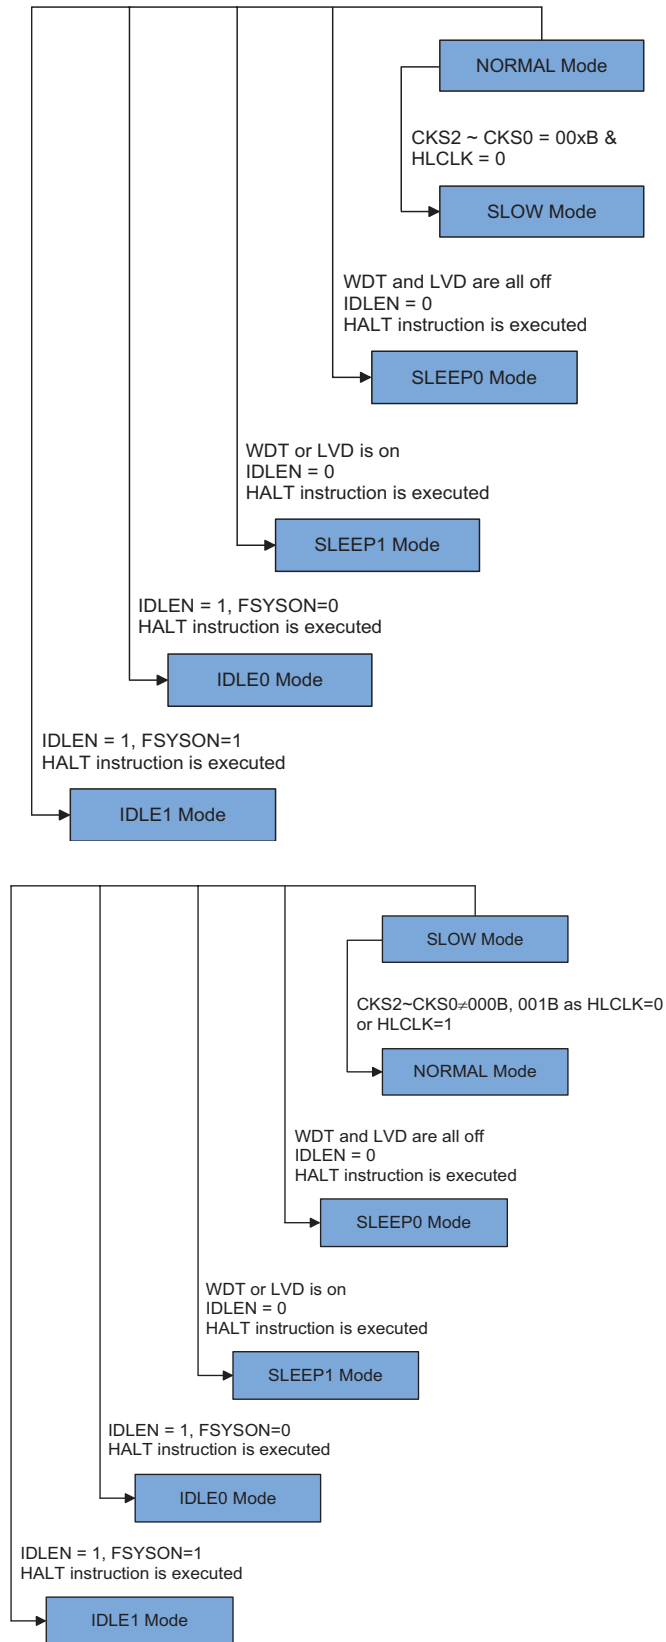 NORMAL Mode
CKS2 ~ CKS0 = 00xB &
HLCLK = 0
SLOW Mode
WDT and LVD are all off
IDLEN = 0
HALT instruction is executed
SLEEP0 Mode
WDT or LVD is on
IDLEN = 0
HALT instruction is executed
SLEEP1 Mode
IDLEN = 1, FSYSON=0
HALT instruction is executed
IDLE0 Mode
IDLEN = 1, FSYSON=1
HALT instruction is executed
IDLE1 Mode
SLOW Mode
CKS2~CKS0≠000B, 001B as HLCLK=0
or HLCLK=1
NORMAL Mode
WDT and LVD are all off
IDLEN = 0
HALT instruction is executed
SLEEP0 Mode
WDT or LVD is on
IDLEN = 0
HALT instruction is executed
SLEEP1 Mode
IDLEN = 1, FSYSON=0
HALT instruction is executed
IDLE0 Mode
IDLEN = 1, FSYSON=1
HALT instruction is executed
IDLE1 Mode